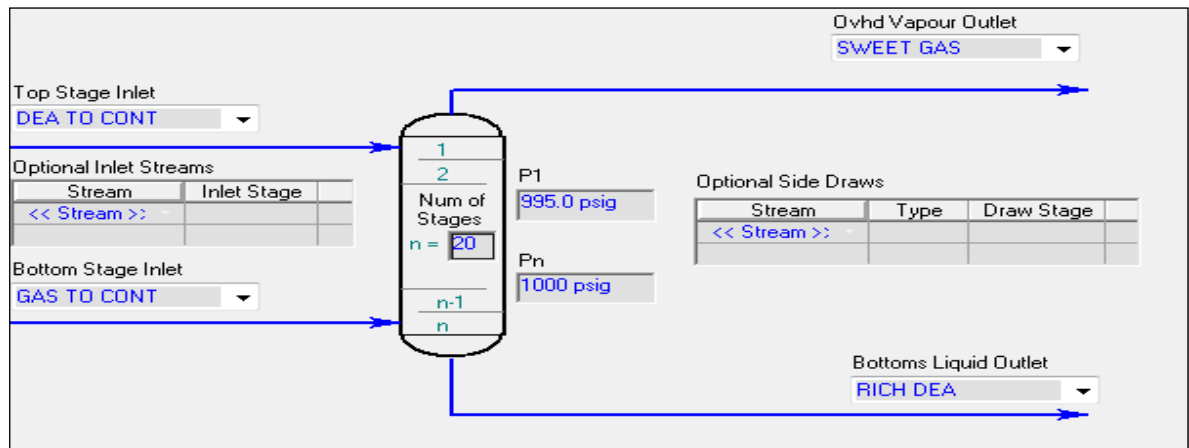 Ovhd Vapour Outlet
SWEET GAS
Top Stage Inlet
DEA TO CONT
Optional Inlet Streams
Stream Inlet Stage
<< Stream >>
Bottom Stage Inlet
GAS TO CONT
1
2
Num of
Stages
n = 20
n-1
n
P1
995.0 psig
Pn
1000 psig
Optional Side Draws
Stream Type Draw Stage
<< Stream >>
Bottoms Liquid Outlet
RICH DEA